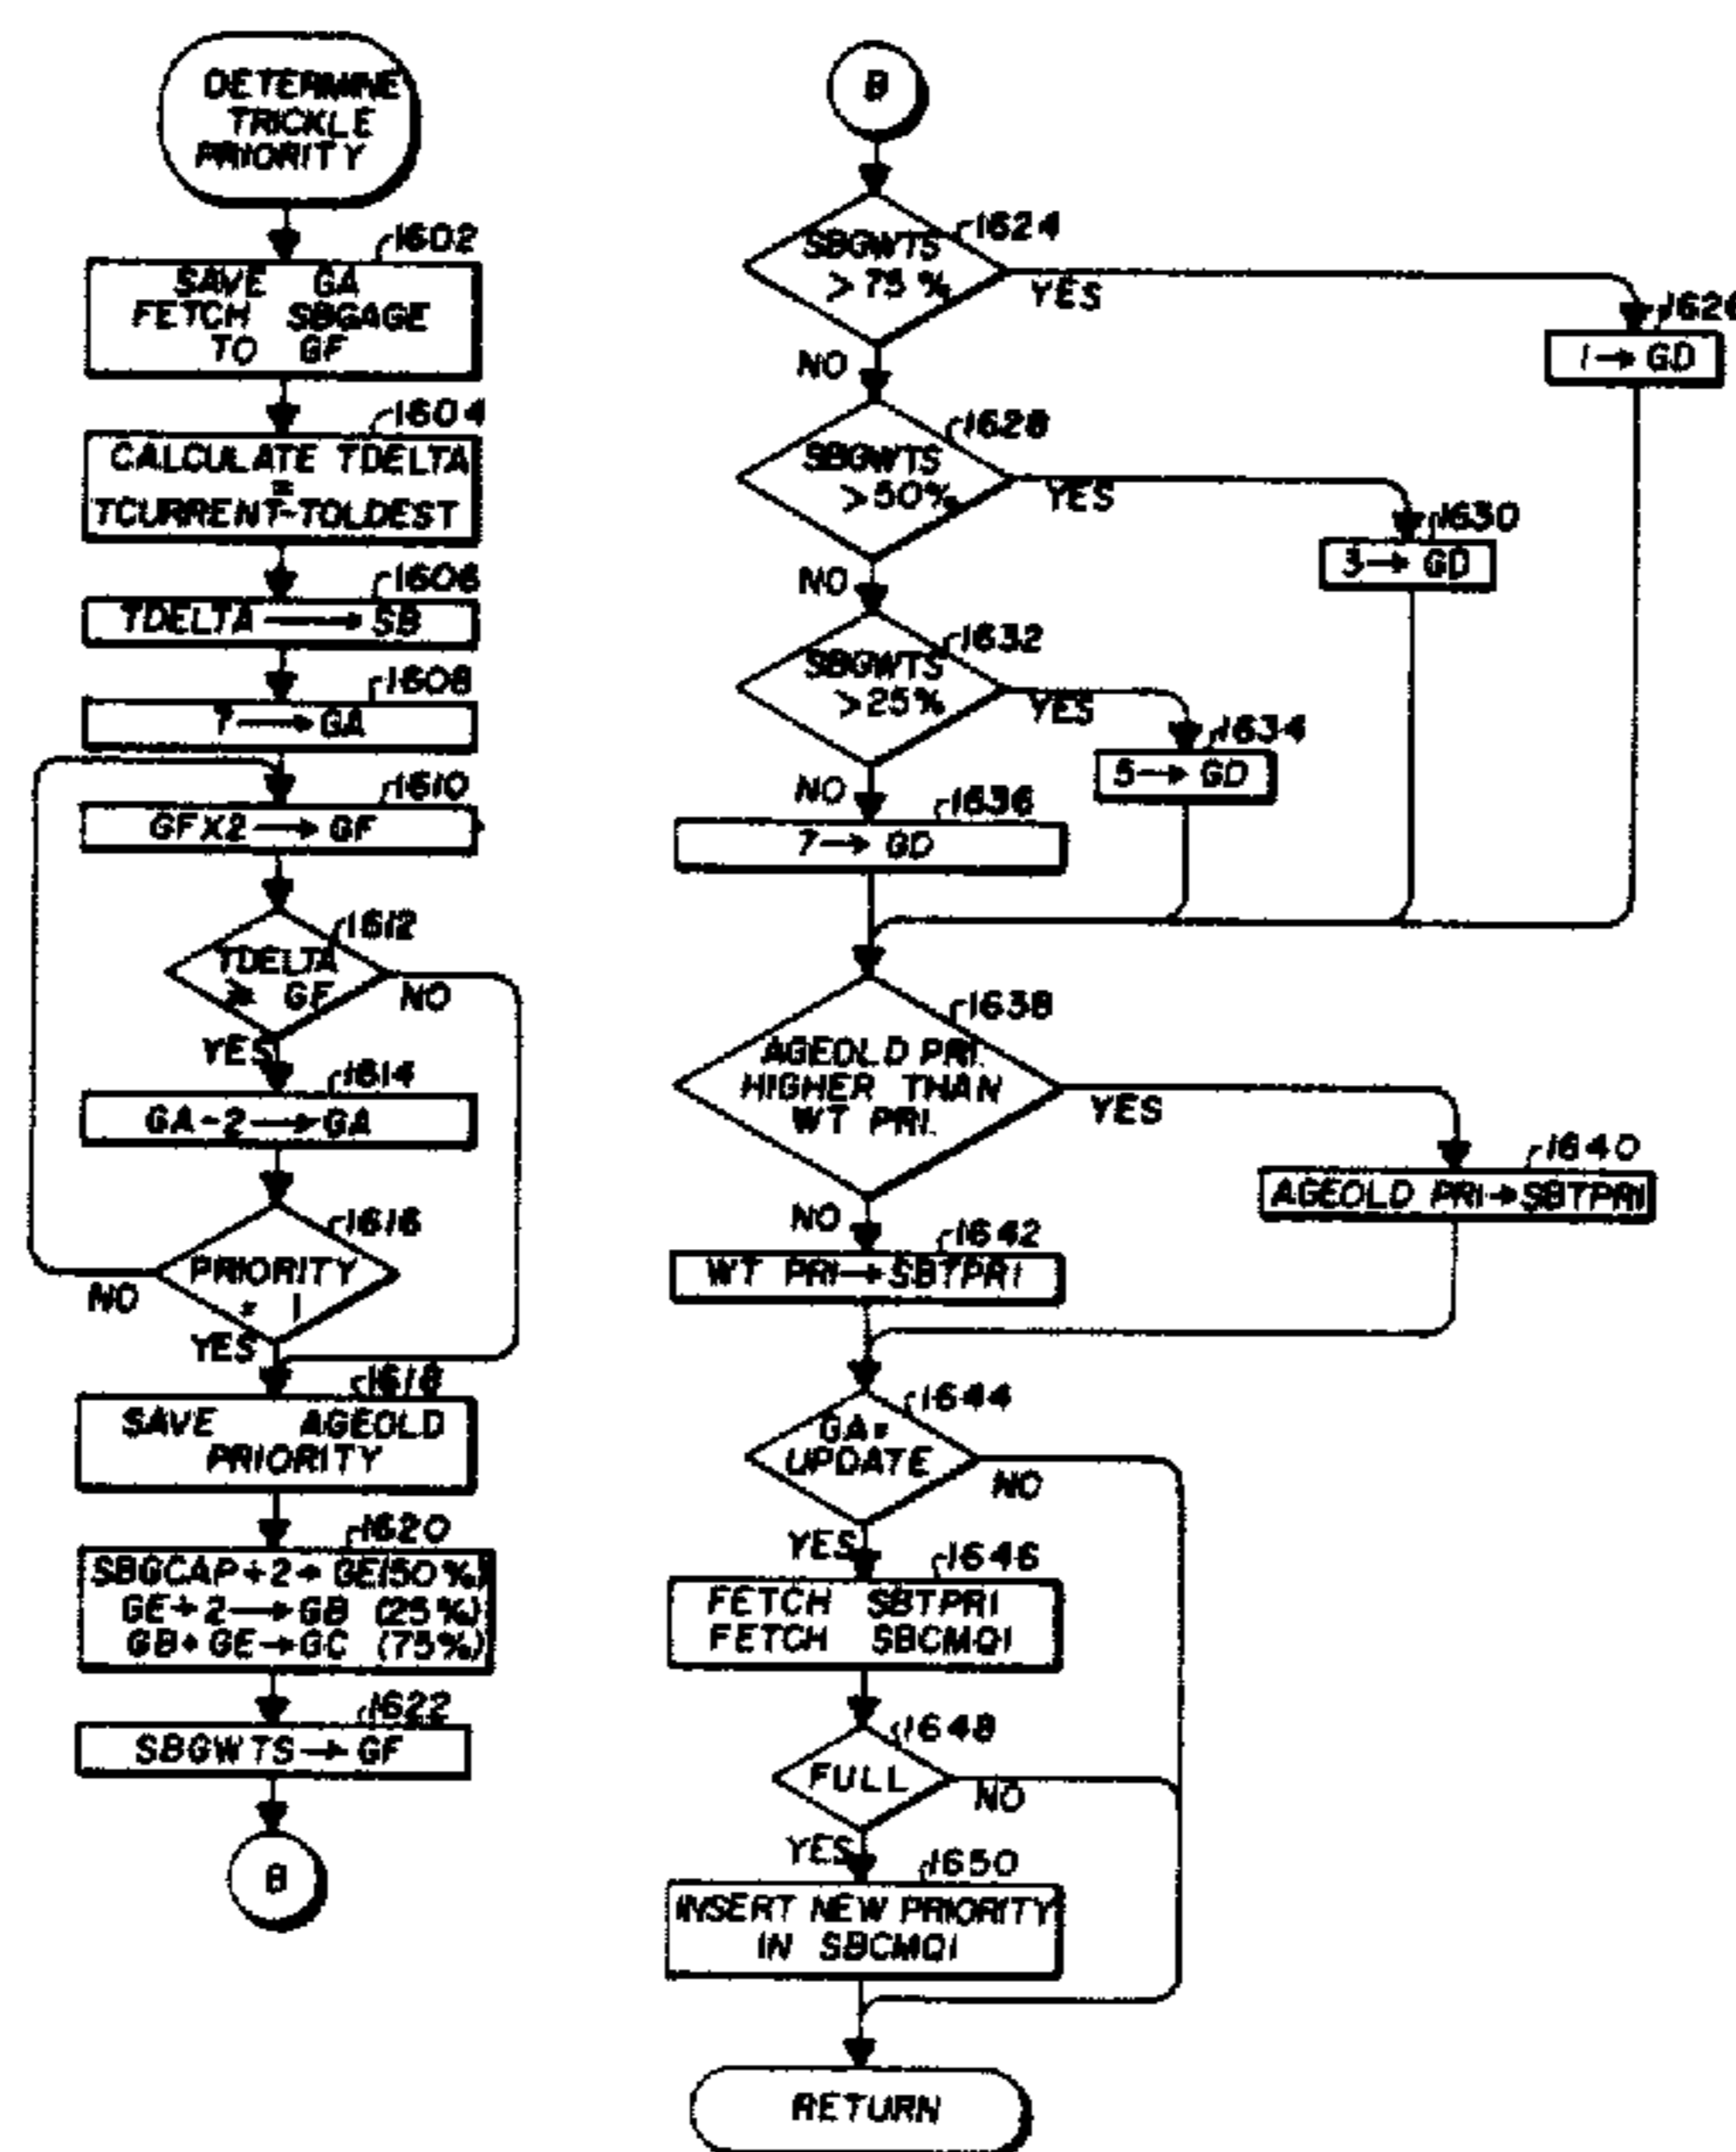 DETERMINE
TRICKLE
PRIORITY
1602
SAVE GA
FETCH SBGAGE
TO GF
1604
CALCULATE TDELTA
=
TCURRENT-TOLDEST
1606
TDELTA → SB
1608
7 → GA
1610
GFX2 → GF
1612
TDELTA
≥ GF
NO
YES
1614
GA-2 → GA
1616
PRIORITY
= 1
NO
YES
1618
SAVE AGEOLD
PRIORITY
1620
SBGCAP÷2→GE(50%)
GE÷2→GB (25%)
GB+GE→GC (75%)
1622
SBGWTS→GF
B
B
1624
SBGWTS
>75%
YES
NO
1626
1→GD
1628
SBGWTS
>50%
YES
NO
1630
3→GD
1632
SBGWTS
>25%
YES
NO
1634
5→GD
1636
7→GD
1638
AGEOLD PRI.
HIGHER THAN
WT PRI.
YES
NO
1640
AGEOLD PRI→SBTPRI
1642
WT PRI→SBTPRI
1644
GA=
UPDATE
NO
YES
1646
FETCH SBTPRI
FETCH SBCMQI
1648
FULL
NO
YES
1650
INSERT NEW PRIORITY
IN SBCMQI
RETURN